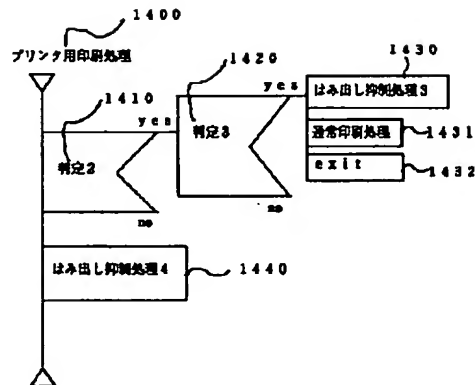 1400
プリンタ用印刷処理
1410
yes
判定2
no
1420
yes
判定3
no
1430
はみ出し抑制処理3
通常印刷処理
1431
exit
1432
はみ出し抑制処理4
1440